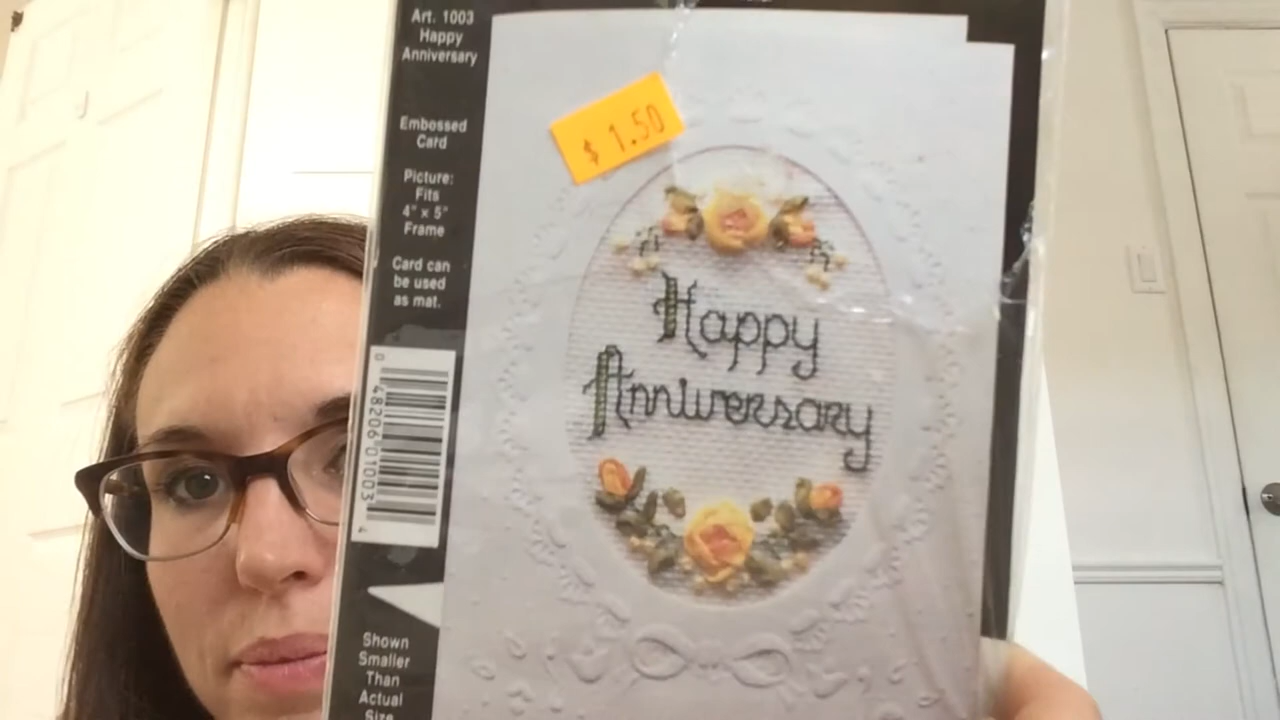 Art. 1003
Happy
Anniversary
Embossed
Card
Picture:
Fits
4" x 5"
Frame
Card can
be used
as mat.
0 48206 01003 4
Shown
Smaller
Than
Actual
Size
$ 1.50
Happy
Anniversary